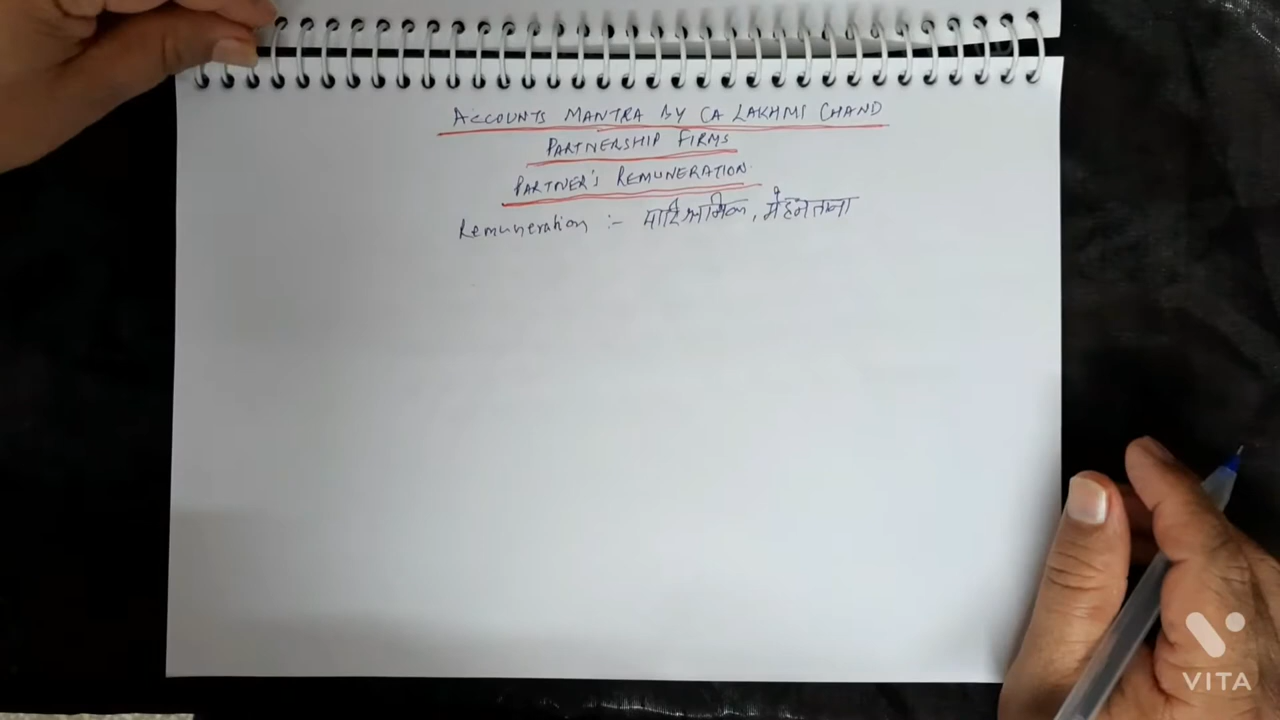 ACCOUNTS MANTRA BY CA LAKHMI CHAND
PARTNERSHIP FIRMS
PARTNER'S REMUNERATION
Remuneration :- पारिश्रमिक, मेहनताना
VITA